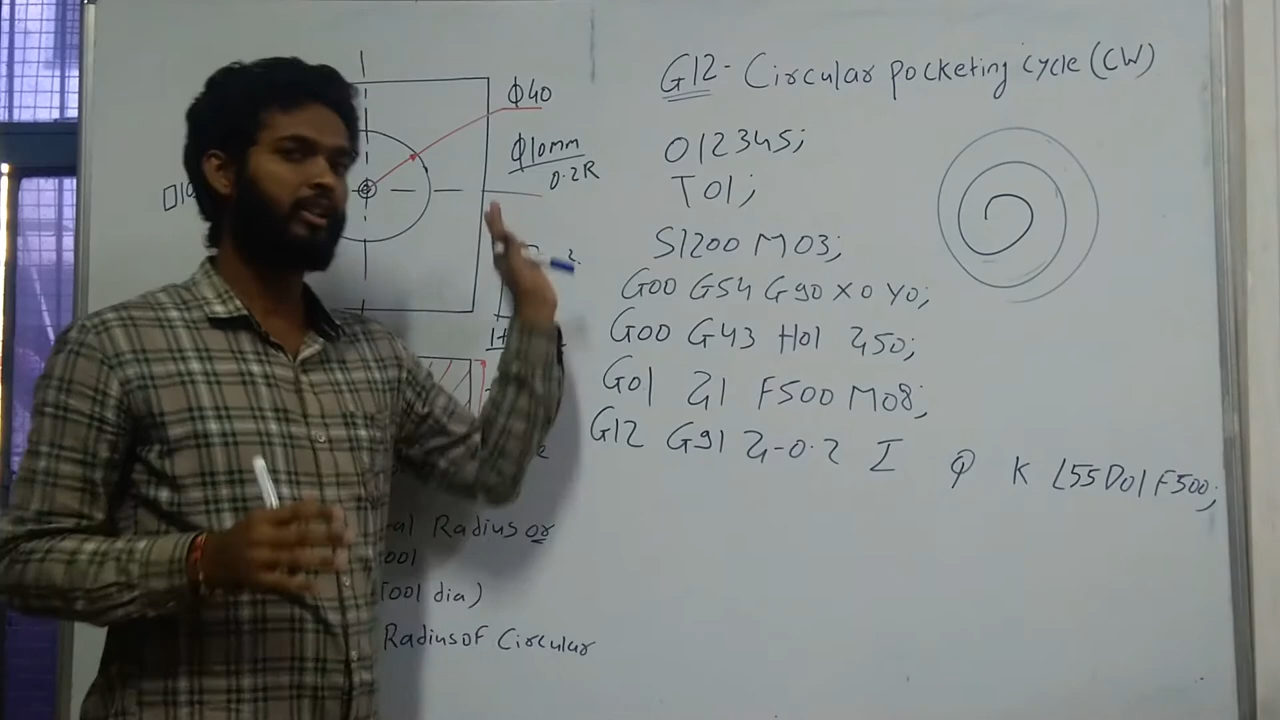 G12 - Circular pocketing cycle (CW)
φ40
φ10mm
0.2R
O12345;
T01;
S1200 M03;
G00 G54 G90 X0 Y0;
G00 G43 H01 Z50;
G01 Z1 F500 M08;
G12 G91 Z-0.2 I Q K L55 D01 F500;
Radius or
Tool dia)
Radius of Circular